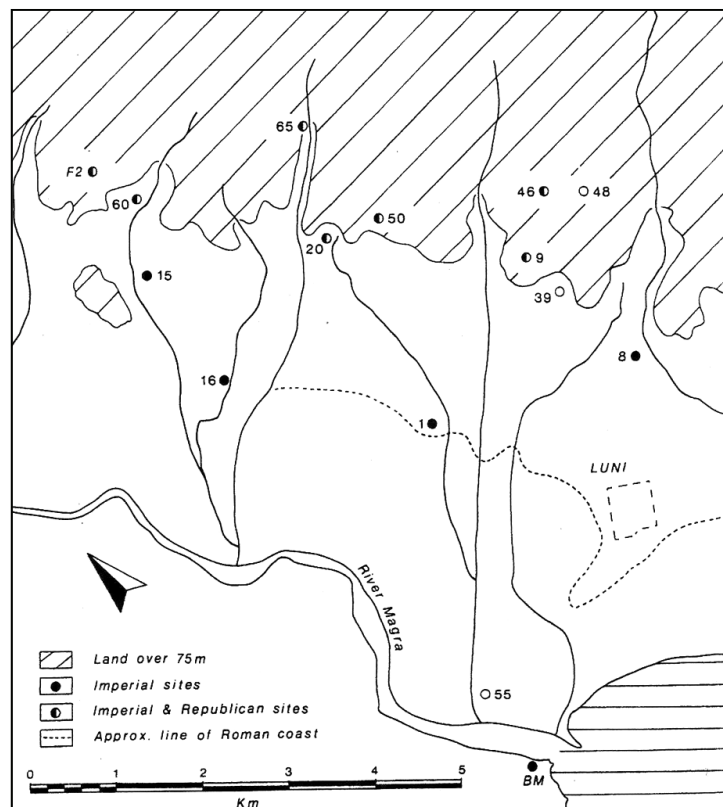 65
F2
60
46
48
50
20
9
15
39
8
16
1
LUNI
River Magra
Land over 75m
Imperial sites
55
Imperial & Republican sites
Approx. line of Roman coast
0 1 2 3 4 5
BM
Km